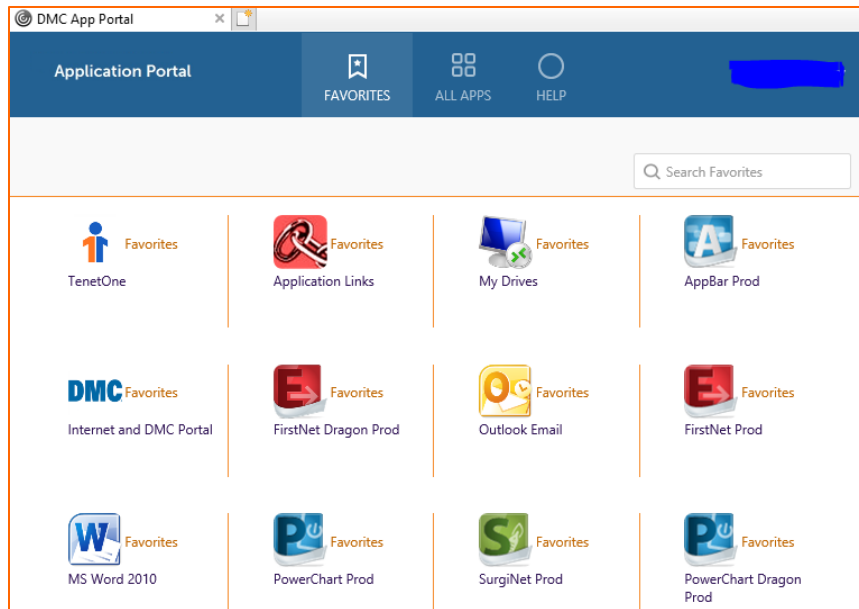 DMC App Portal
Application Portal
FAVORITES
ALL APPS
HELP
Search Favorites
Favorites
Favorites
Favorites
A
Favorites
TenetOne
Application Links
My Drives
AppBar Prod
DMC
Favorites
E
Favorites
O
Favorites
E
Favorites
Internet and DMC Portal
FirstNet Dragon Prod
Outlook Email
FirstNet Prod
W
Favorites
P
Favorites
S
Favorites
P
Favorites
MS Word 2010
PowerChart Prod
SurgiNet Prod
PowerChart Dragon
Prod